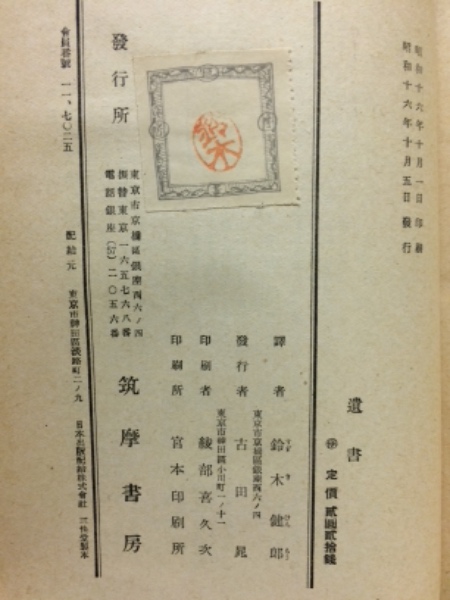 昭和十六年十月一日印刷
昭和十六年十月五日發行
遺書
㊕ 定價 貳圓貳拾錢
譯者 鈴木健郎
東京市京橋區銀座西六ノ四
發行者 古田晁
東京市神田區小川町一ノ十一
印刷者 綾部喜久次
印刷所 宮本印刷所
鈴木
發行所
東京市京橋區銀座西六ノ四
振替東京一六五七六八番
電話銀座(57)二〇五六番
筑摩書房
會員番號 一一、七〇二五
配給元 東京市神田區淡路町二ノ九 日本出版配給株式會社